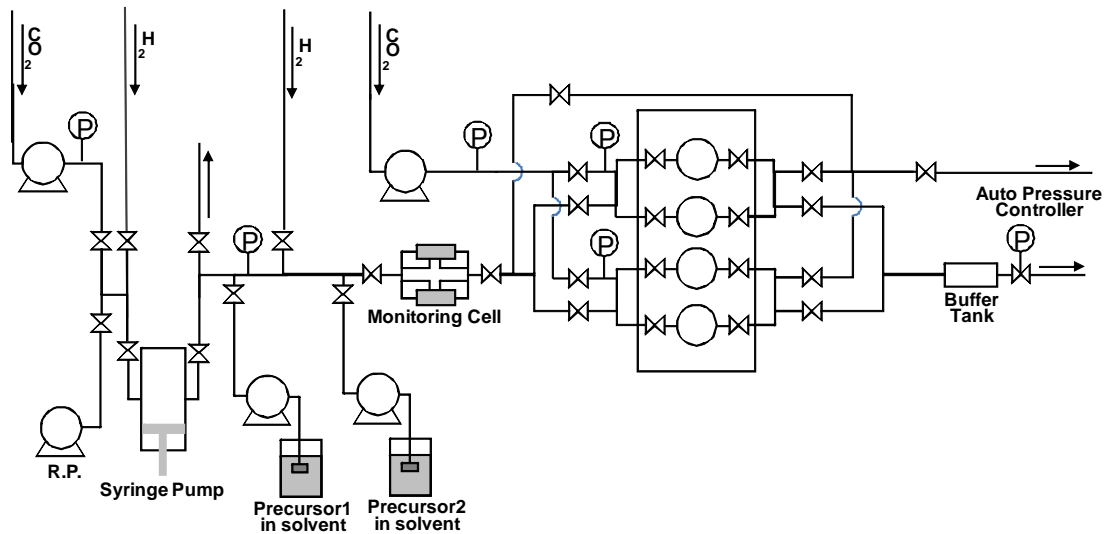 CO2
H2
H2
CO2
P
P
P
P
P
P
Auto Pressure
Controller
Monitoring Cell
Buffer
Tank
R.P.
Syringe Pump
Precursor1
in solvent
Precursor2
in solvent